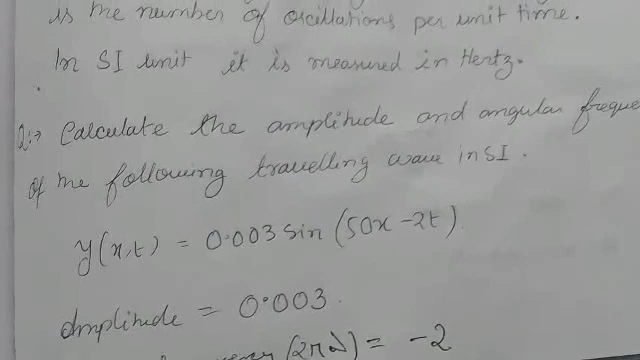 is the number of oscillations per unit time.
In SI unit it is measured in Hertz.
Q:→ Calculate the amplitude and angular freque
of the following travelling wave in SI.
y(x,t) = 0.003 sin (50x - 2t)
Amplitude = 0.003.
(2πν) = -2